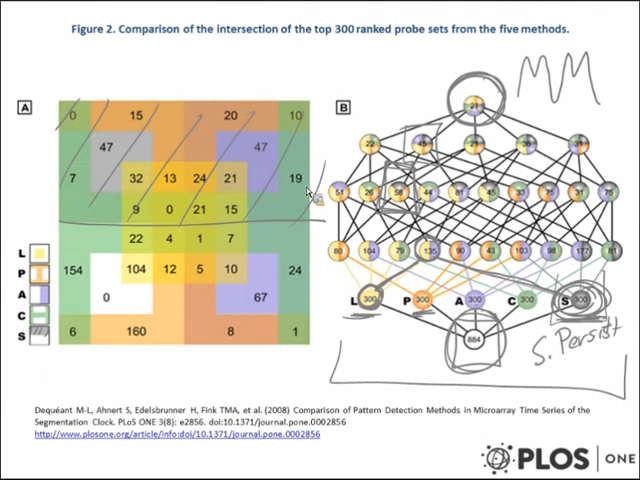 Figure 2. Comparison of the intersection of the top 300 ranked probe sets from the five methods.
A
0 15 20 10
47 47
7 32 13 24 21 19
9 0 21 15
22 4 1 7
154 104 12 5 10 24
0 67
6 160 8 1
L
P
A
C
S
B
MM
22 21
51 26 58 44 81 45 33 75 31 75
80 104 79 135 90 43 103 98 177 81
L 300 P 300 A 300 C 300 S 300
884
S. Persist
Dequéant M-L, Ahnert S, Edelsbrunner H, Fink TMA, et al. (2008) Comparison of Pattern Detection Methods in Microarray Time Series of the
Segmentation Clock. PLoS ONE 3(8): e2856. doi:10.1371/journal.pone.0002856
http://www.plosone.org/article/info:doi/10.1371/journal.pone.0002856
PLOS ONE